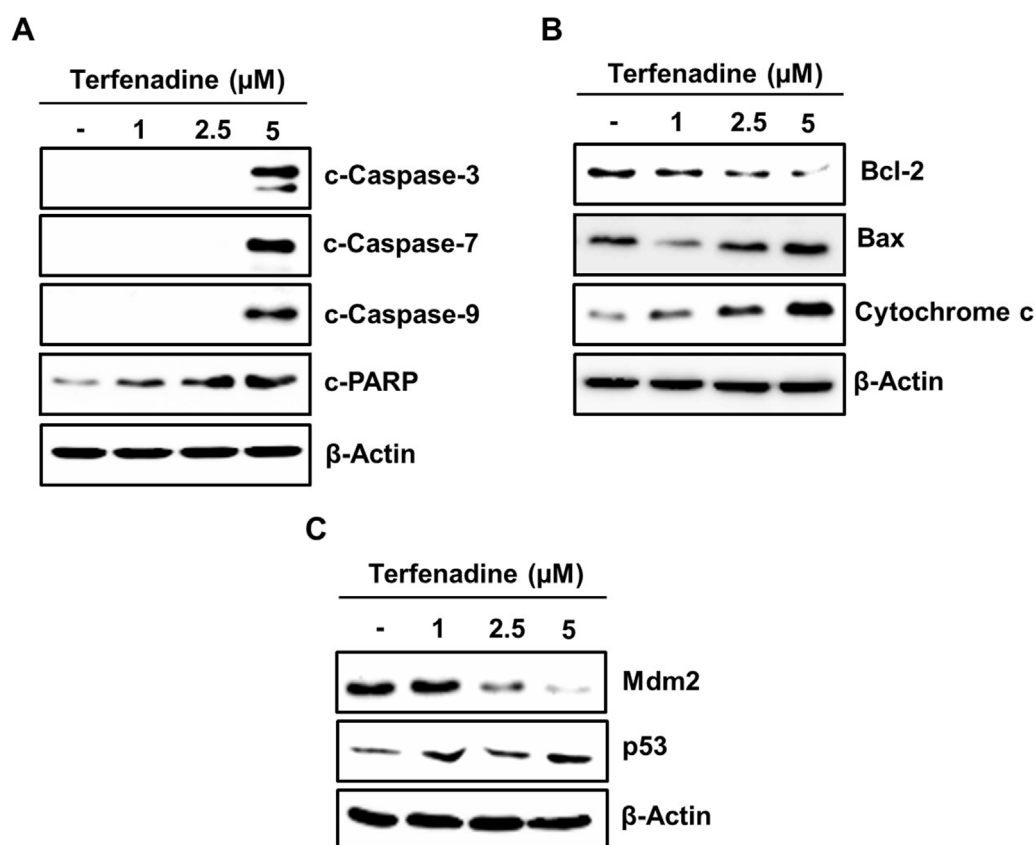 A
Terfenadine (µM)
- 1 2.5 5
c-Caspase-3
c-Caspase-7
c-Caspase-9
c-PARP
β-Actin
B
Terfenadine (µM)
- 1 2.5 5
Bcl-2
Bax
Cytochrome c
β-Actin
C
Terfenadine (µM)
- 1 2.5 5
Mdm2
p53
β-Actin